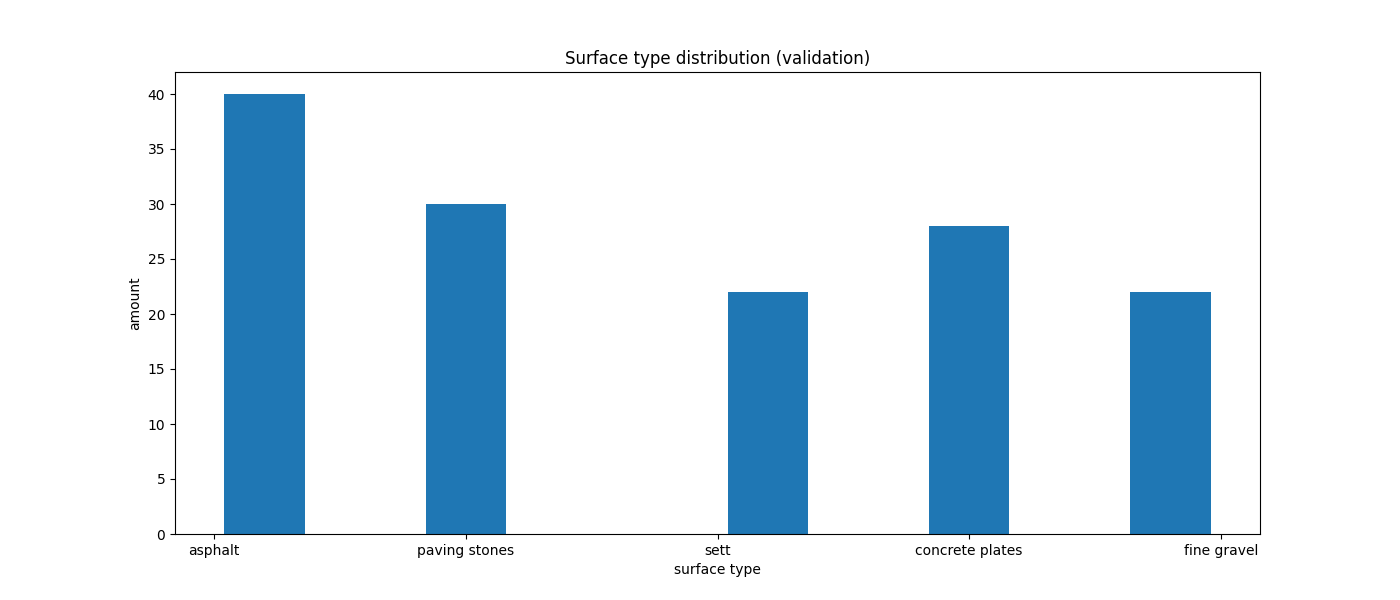 Surface type distribution (validation)
40
35
30
25
20
15
10
5
0
amount
asphalt paving stones sett concrete plates fine gravel
surface type